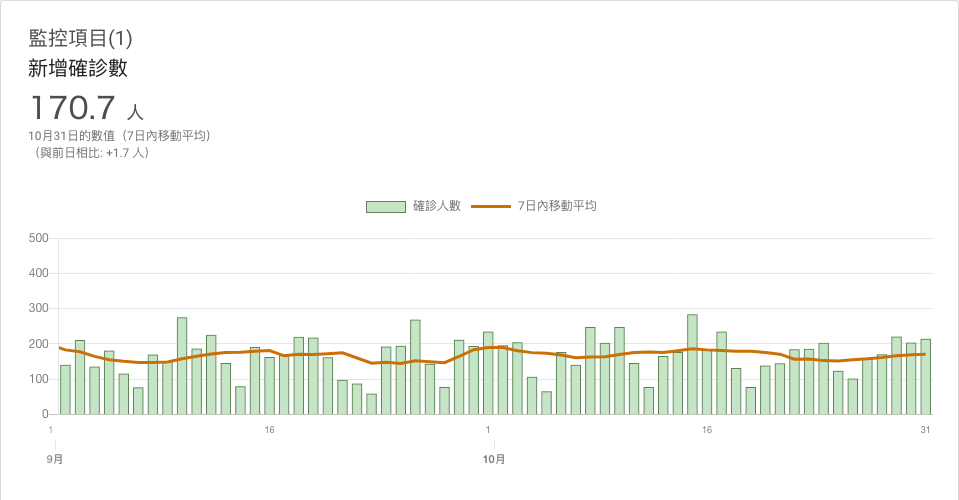 監控項目(1)
新增確診數
170.7 人
10月31日的數值（7日內移動平均）
（與前日相比: +1.7 人）
確診人數 7日內移動平均
500
400
300
200
100
0
1 16 1 16 31
9月 10月